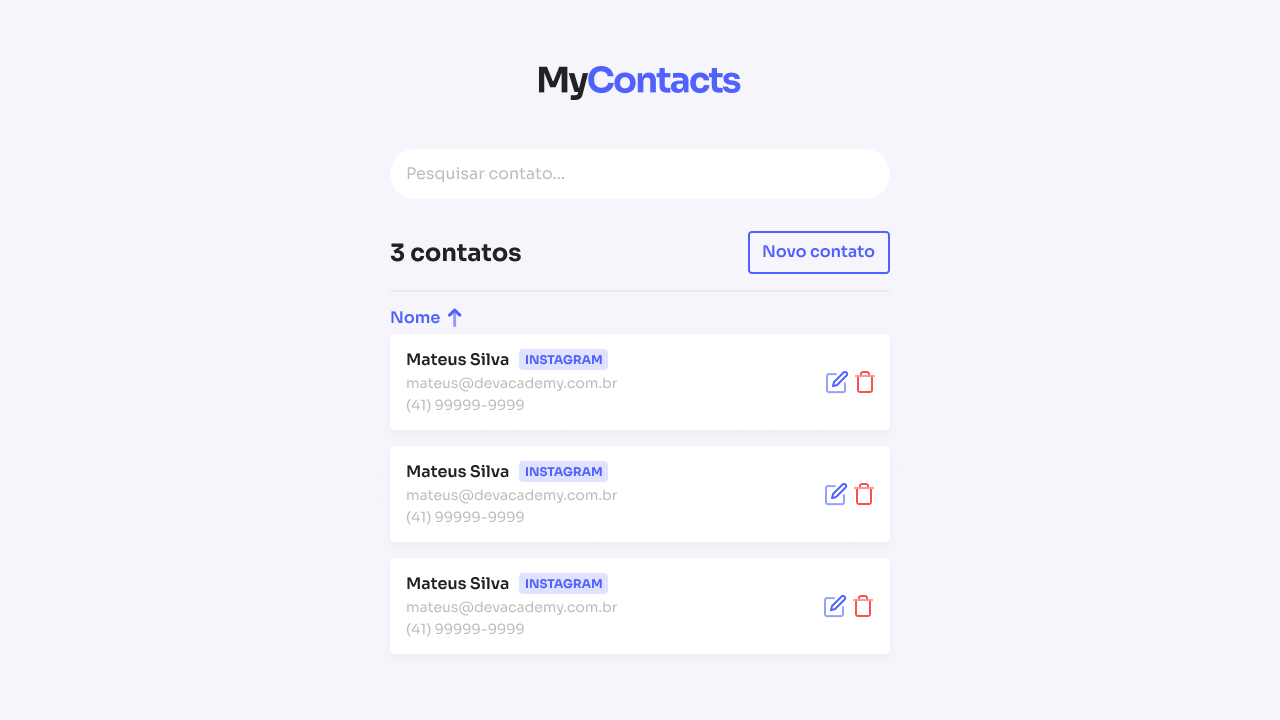 MyContacts
Pesquisar contato...
3 contatos
Novo contato
Nome
Mateus Silva INSTAGRAM
mateus@devacademy.com.br
(41) 99999-9999
Mateus Silva INSTAGRAM
mateus@devacademy.com.br
(41) 99999-9999
Mateus Silva INSTAGRAM
mateus@devacademy.com.br
(41) 99999-9999